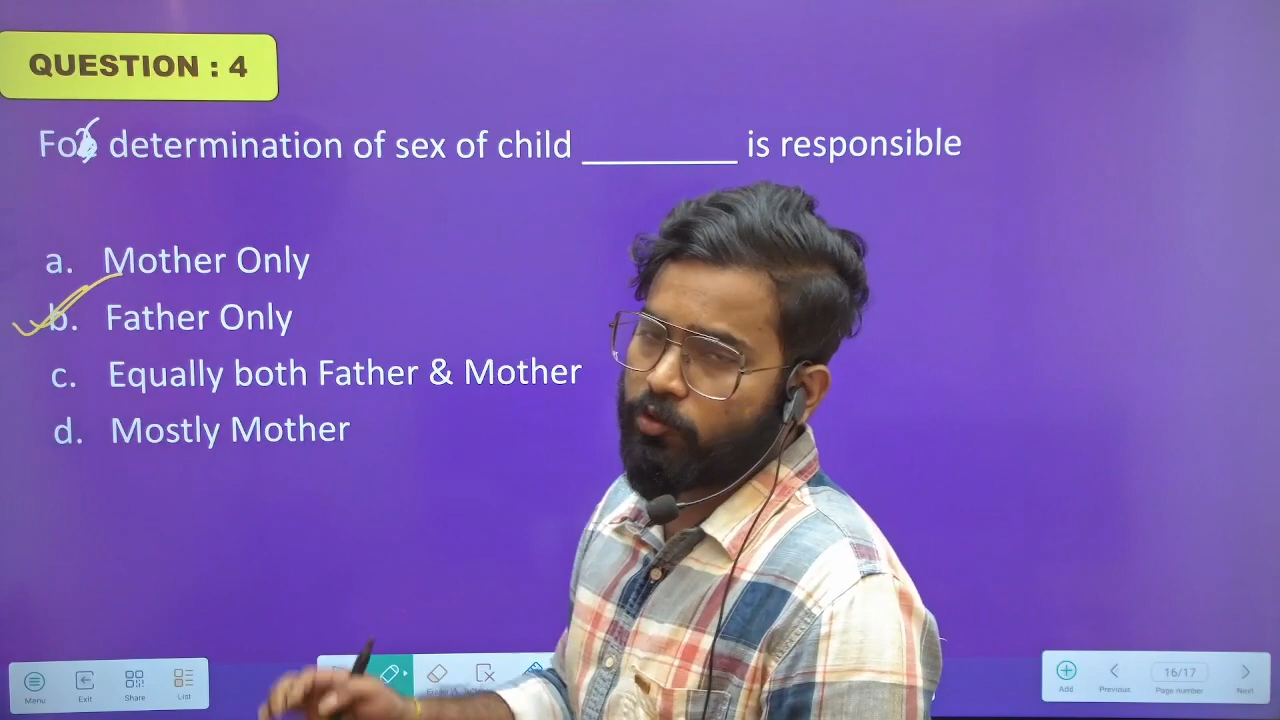 QUESTION : 4
For determination of sex of child ________ is responsible
a. Mother Only
b. Father Only
c. Equally both Father & Mother
d. Mostly Mother
Menu
Exit
Share
List
Add
Previous
16/17
Page number
Next